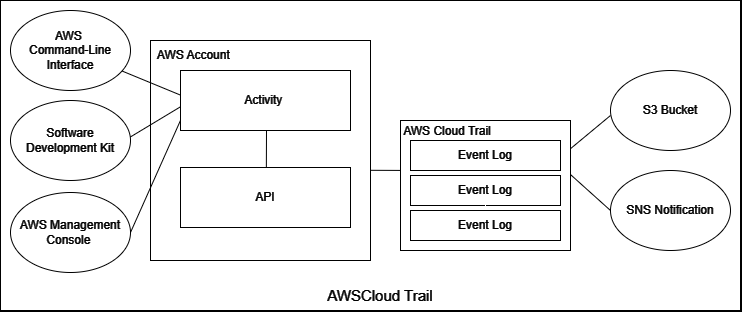 AWS
Command-Line
Interface
Software
Development Kit
AWS Management
Console
AWS Account
Activity
API
AWS Cloud Trail
Event Log
Event Log
Event Log
S3 Bucket
SNS Notification
AWSCloud Trail